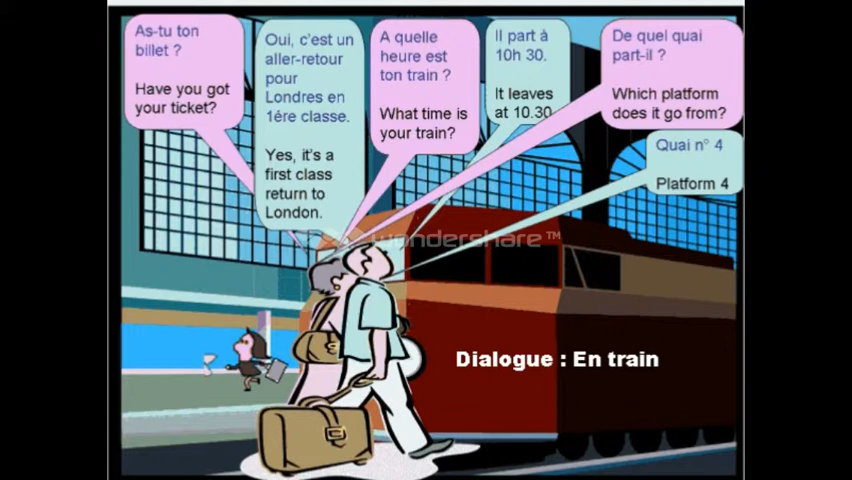 As-tu ton
billet ?
Have you got
your ticket?
Oui, c'est un
aller-retour
pour
Londres en
1ére classe.
Yes, it's a
first class
return to
London.
A quelle
heure est
ton train ?
What time is
your train?
Il part à
10h 30.
It leaves
at 10.30
De quel quai
part-il ?
Which platform
does it go from?
Quai n° 4
Platform 4
wondershare™
Dialogue : En train